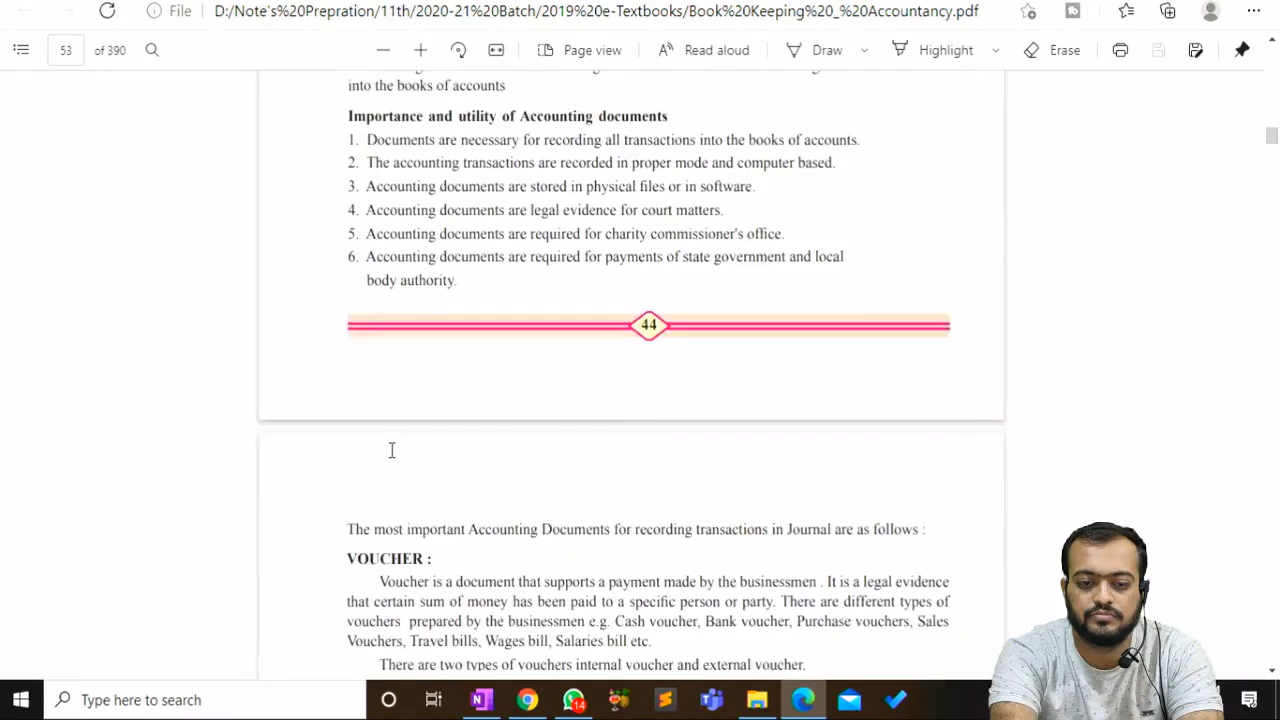 File
D:/Note's%20Prepration/11th/2020-21%20Batch/2019%20e-Textbooks/Book%20Keeping%20_%20Accountancy.pdf
53 of 390
Page view
Read aloud
Draw
Highlight
Erase
into the books of accounts
Importance and utility of Accounting documents
1. Documents are necessary for recording all transactions into the books of accounts.
2. The accounting transactions are recorded in proper mode and computer based.
3. Accounting documents are stored in physical files or in software.
4. Accounting documents are legal evidence for court matters.
5. Accounting documents are required for charity commissioner's office.
6. Accounting documents are required for payments of state government and local
body authority.
44
The most important Accounting Documents for recording transactions in Journal are as follows :
VOUCHER :
Voucher is a document that supports a payment made by the businessmen . It is a legal evidence
that certain sum of money has been paid to a specific person or party. There are different types of
vouchers prepared by the businessmen e.g. Cash voucher, Bank voucher, Purchase vouchers, Sales
Vouchers, Travel bills, Wages bill, Salaries bill etc.
There are two types of vouchers internal voucher and external voucher.
Type here to search
14